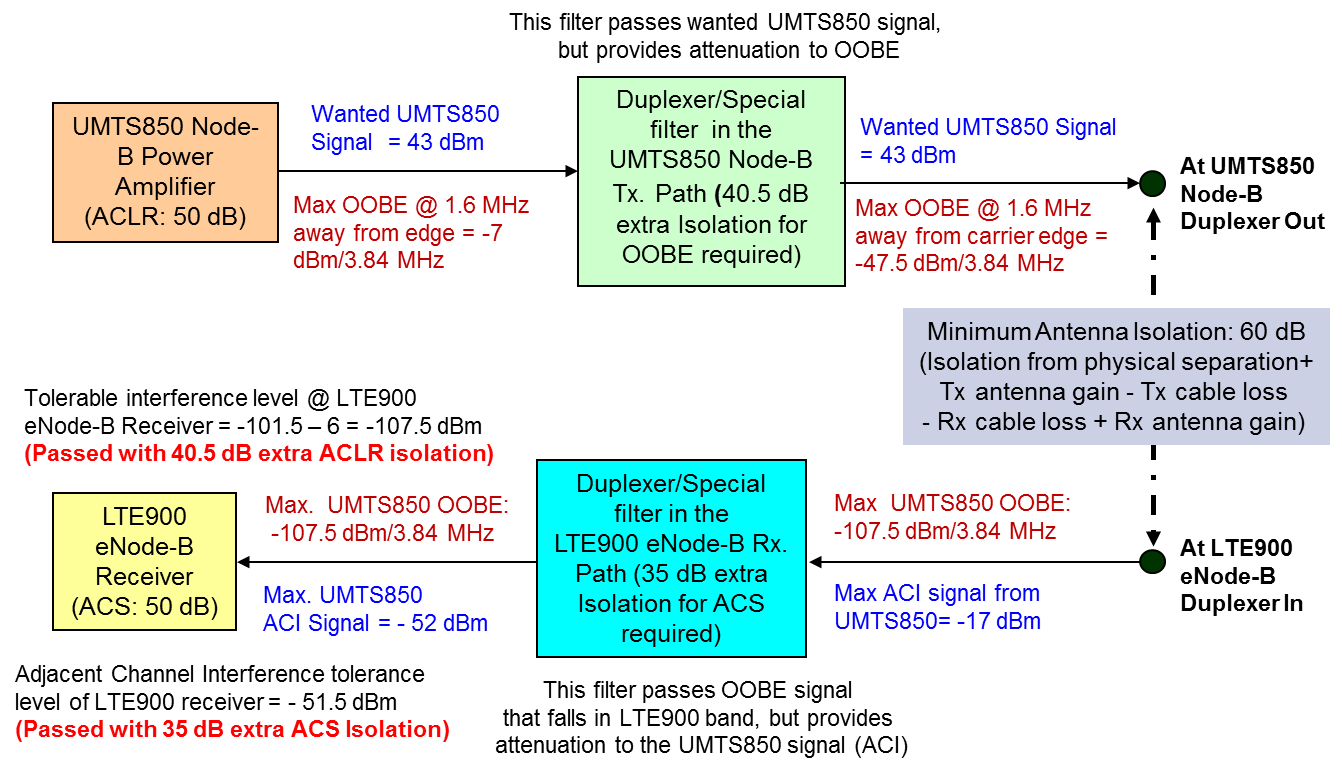 This filter passes wanted UMTS850 signal,
but provides attenuation to OOBE
UMTS850 Node-
B Power
Amplifier
(ACLR: 50 dB)
Wanted UMTS850
Signal = 43 dBm
Max OOBE @ 1.6 MHz
away from edge = -7
dBm/3.84 MHz
Duplexer/Special
filter in the
UMTS850 Node-B
Tx. Path (40.5 dB
extra Isolation for
OOBE required)
Wanted UMTS850 Signal
= 43 dBm
Max OOBE @ 1.6 MHz
away from carrier edge =
-47.5 dBm/3.84 MHz
At UMTS850
Node-B
Duplexer Out
Minimum Antenna Isolation: 60 dB
(Isolation from physical separation+
Tx antenna gain - Tx cable loss
- Rx cable loss + Rx antenna gain)
Tolerable interference level @ LTE900
eNode-B Receiver = -101.5 – 6 = -107.5 dBm
(Passed with 40.5 dB extra ACLR isolation)
LTE900
eNode-B
Receiver
(ACS: 50 dB)
Max. UMTS850 OOBE:
-107.5 dBm/3.84 MHz
Max. UMTS850
ACI Signal = - 52 dBm
Duplexer/Special
filter in the
LTE900 eNode-B Rx.
Path (35 dB extra
Isolation for ACS
required)
Max UMTS850 OOBE:
-107.5 dBm/3.84 MHz
Max ACI signal from
UMTS850= -17 dBm
At LTE900
eNode-B
Duplexer In
Adjacent Channel Interference tolerance
level of LTE900 receiver = - 51.5 dBm
(Passed with 35 dB extra ACS Isolation)
This filter passes OOBE signal
that falls in LTE900 band, but provides
attenuation to the UMTS850 signal (ACI)